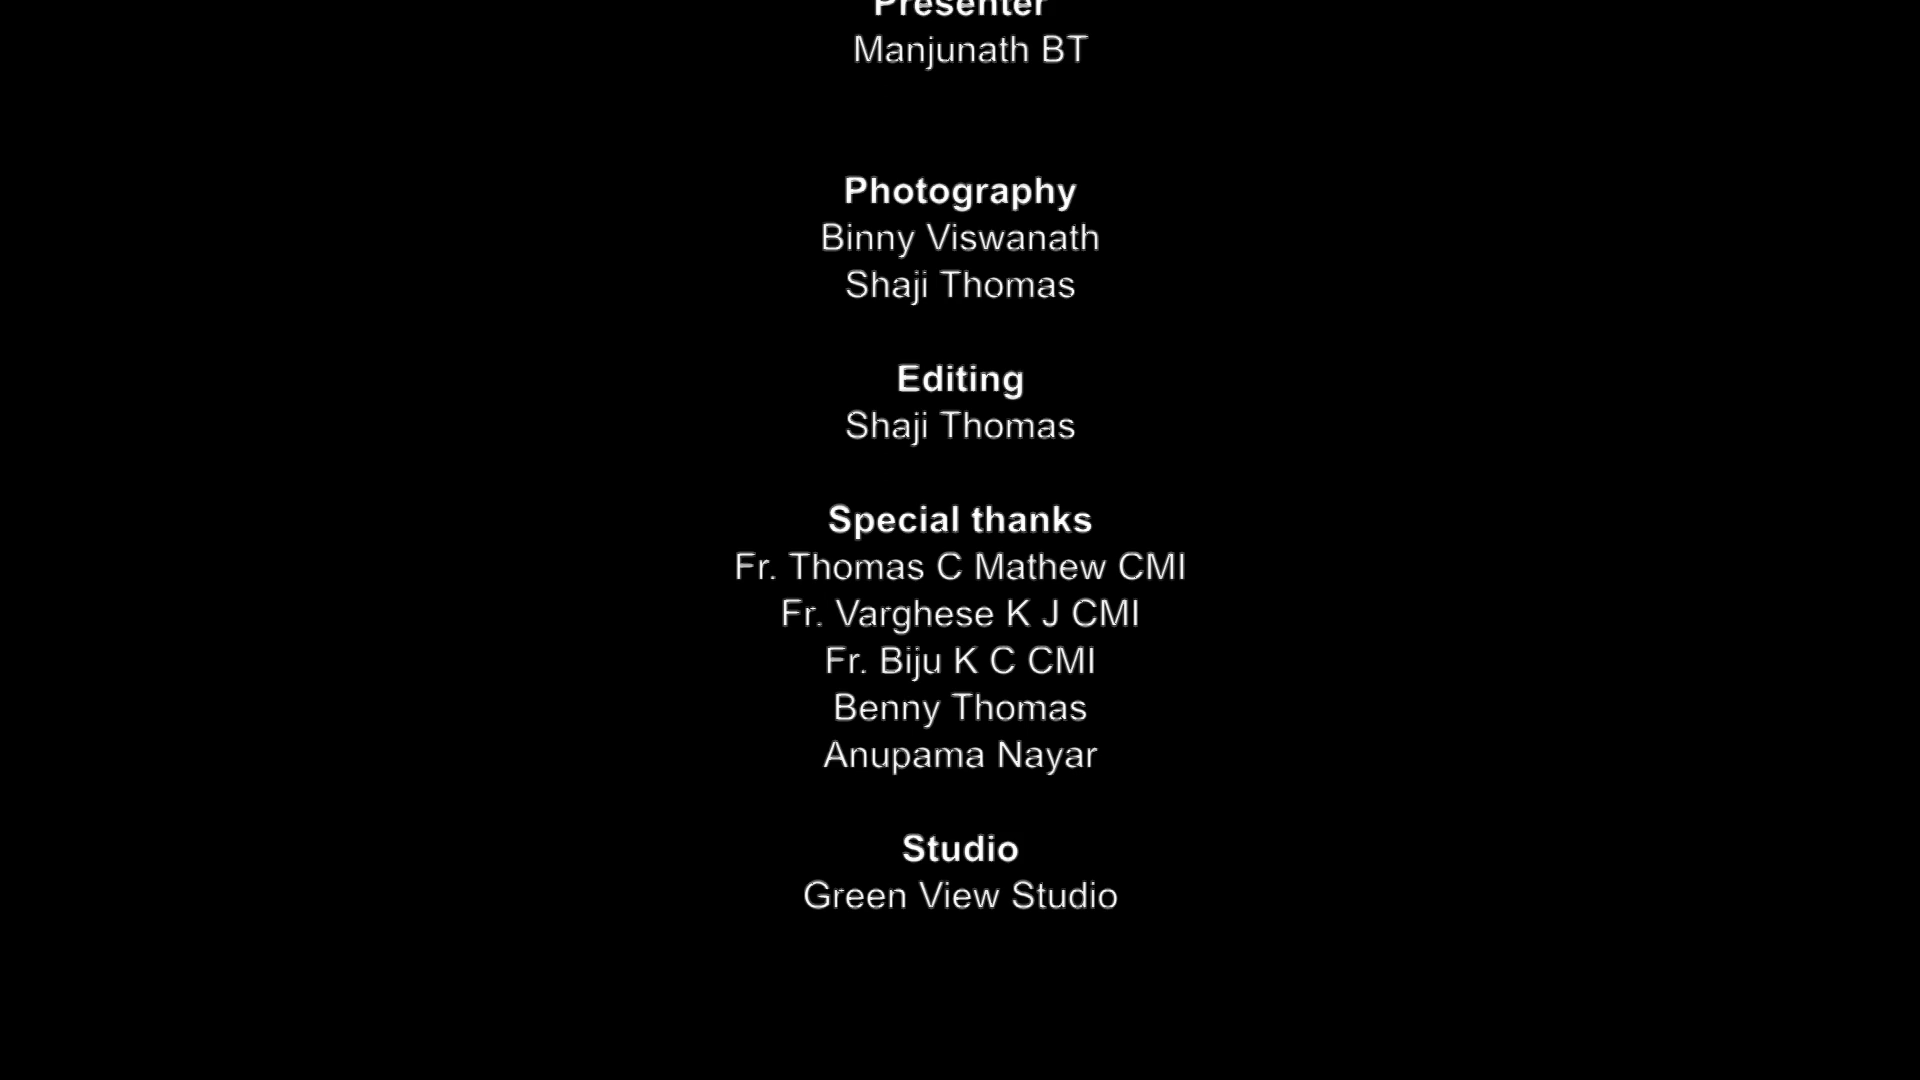 Presenter
Manjunath BT
Photography
Binny Viswanath
Shaji Thomas
Editing
Shaji Thomas
Special thanks
Fr. Thomas C Mathew CMI
Fr. Varghese K J CMI
Fr. Biju K C CMI
Benny Thomas
Anupama Nayar
Studio
Green View Studio